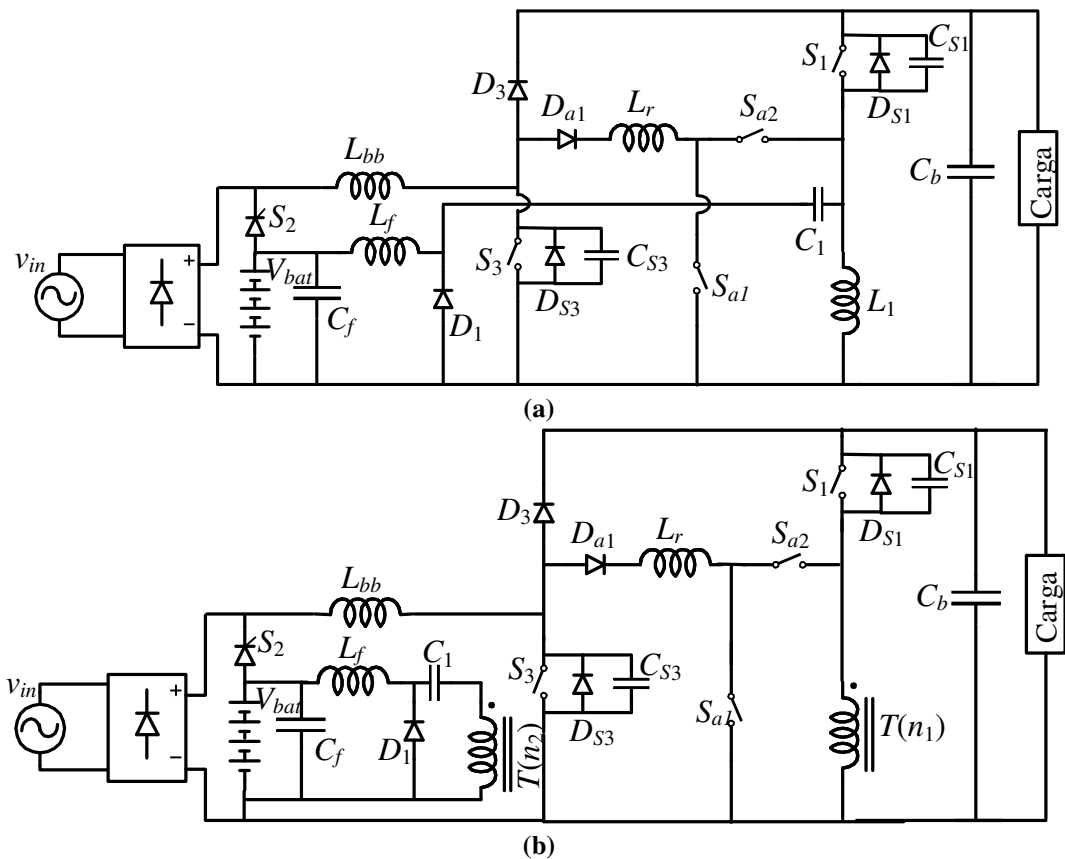 S1
CS1
D3
Da1
Lr
Sa2
DS1
Lbb
Cb
Carga
S2
Lf
C1
vin
+
Vbat
S3
CS3
Sa1
−
Cf
D1
DS3
L1
(a)
S1
CS1
D3
Da1
Lr
Sa2
DS1
Lbb
Cb
Carga
S2
Lf
C1
S3
CS3
vin
+
Vbat
Sa1
T(n1)
−
Cf
D1
T(n2)
DS3
(b)